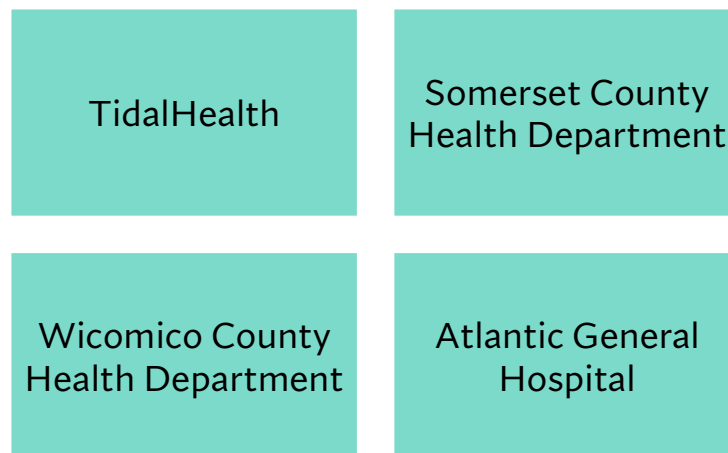 TidalHealth
Somerset County
Health Department
Wicomico County
Health Department
Atlantic General
Hospital